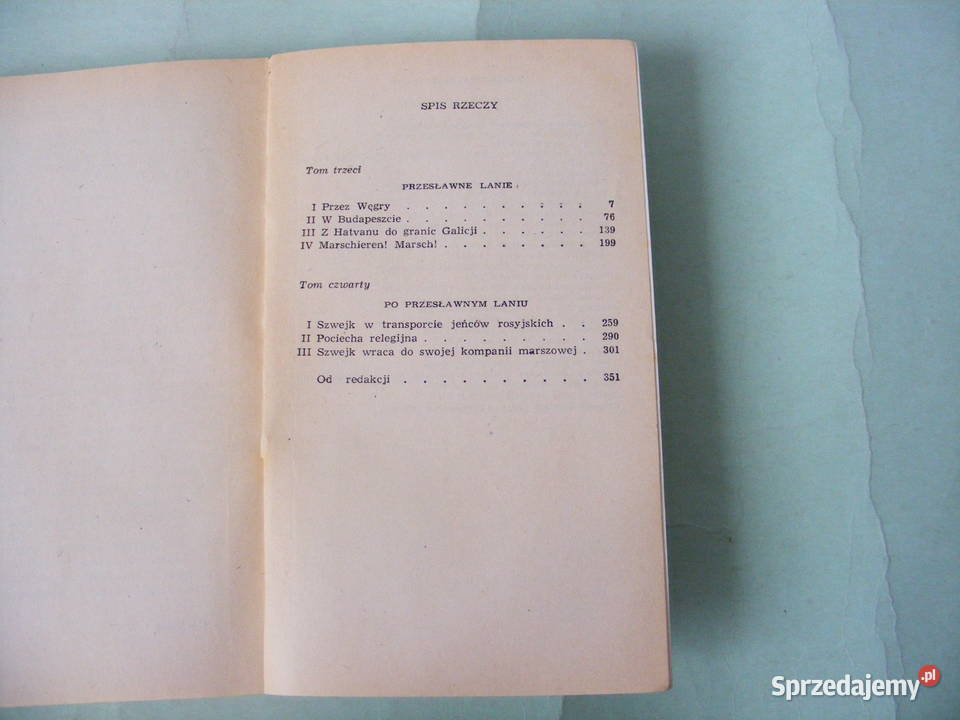 SPIS RZECZY
Tom trzeci
PRZESŁAWNE LANIE
I Przez Węgry . . . . . . . . . . 7
II W Budapeszcie . . . . . . . . . 76
III Z Hatvanu do granic Galicji . . . . . 139
IV Marschieren! Marsch! . . . . . . . . 199
Tom czwarty
PO PRZESŁAWNYM LANIU
I Szwejk w transporcie jeńców rosyjskich . . 259
II Pociecha relegijna . . . . . . . . . 290
III Szwejk wraca do swojej kompanii marszowej . 301
Od redakcji . . . . . . . . . . 351
Sprzedajemy.pl